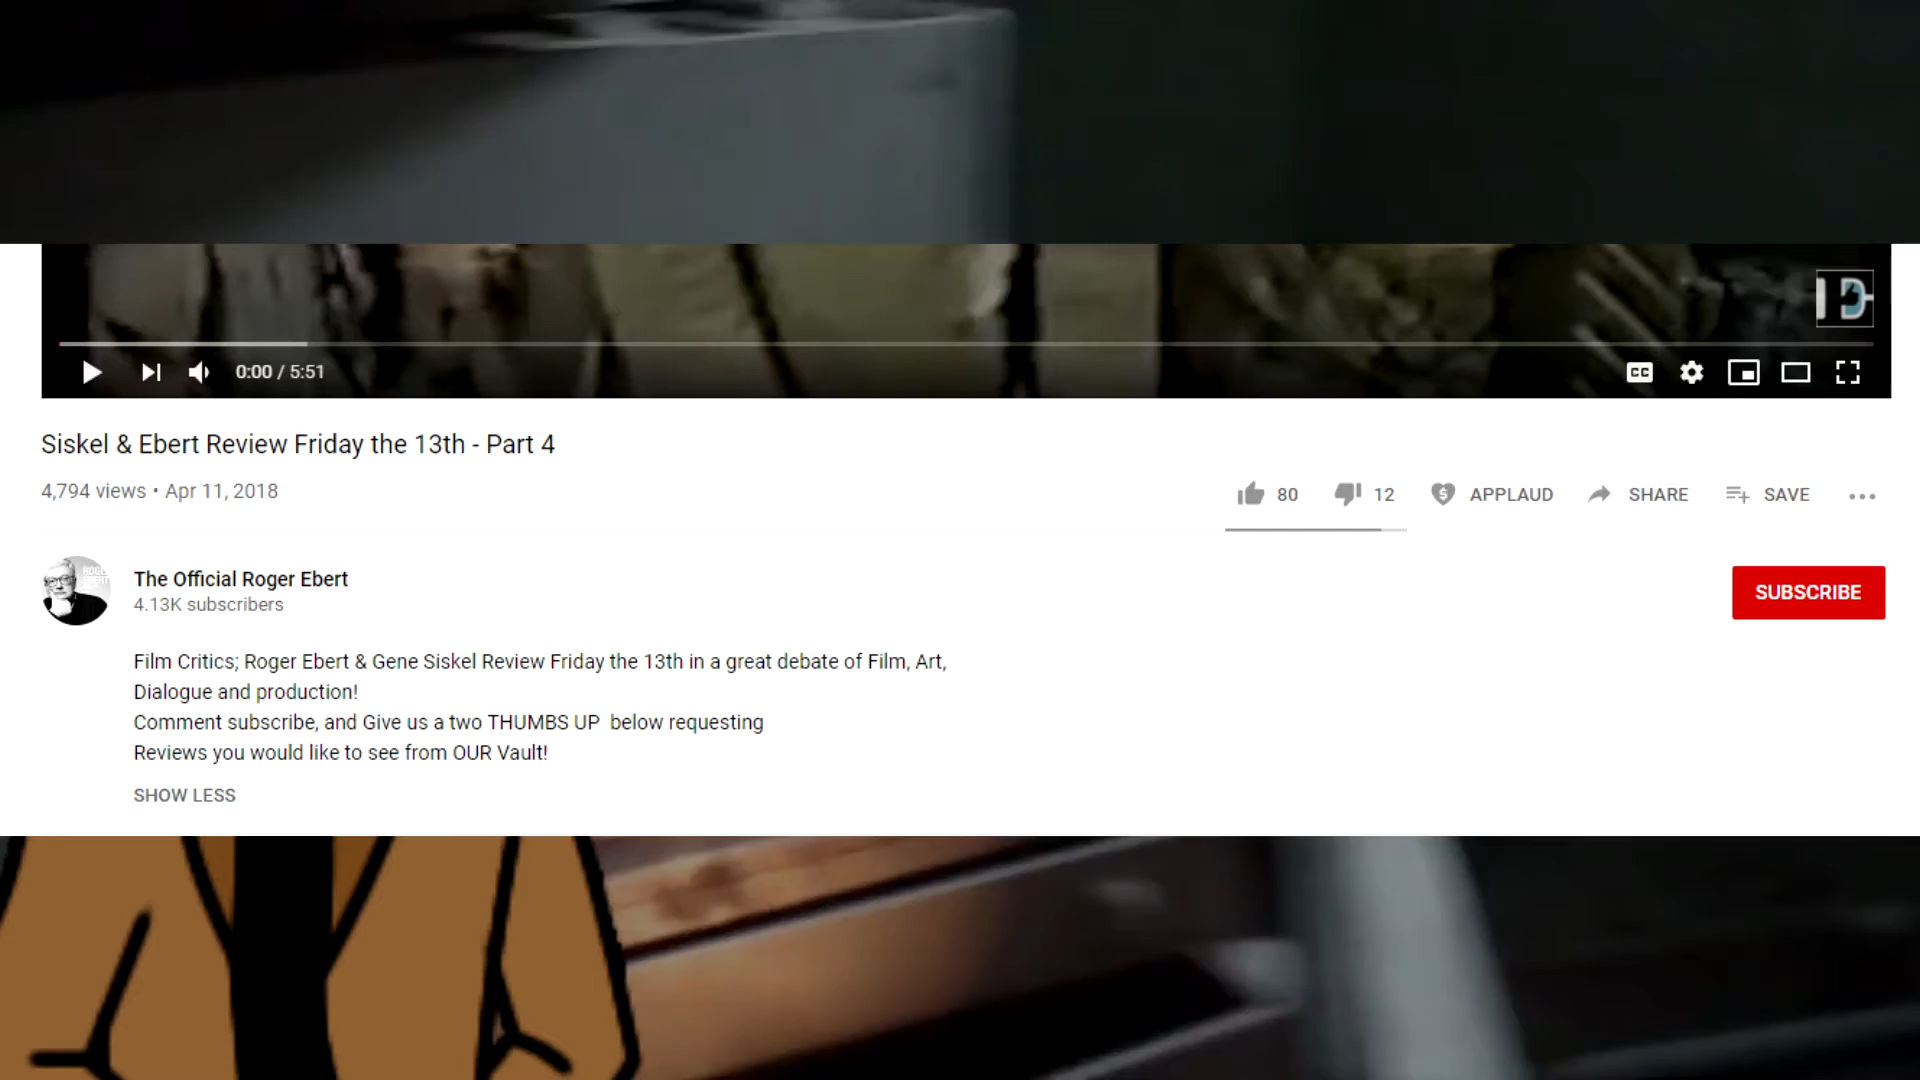 0:00 / 5:51
CC
Siskel & Ebert Review Friday the 13th - Part 4
4,794 views • Apr 11, 2018
80
12
APPLAUD
SHARE
SAVE
The Official Roger Ebert
4.13K subscribers
SUBSCRIBE
Film Critics; Roger Ebert & Gene Siskel Review Friday the 13th in a great debate of Film, Art,
Dialogue and production!
Comment subscribe, and Give us a two THUMBS UP  below requesting
Reviews you would like to see from OUR Vault!
SHOW LESS